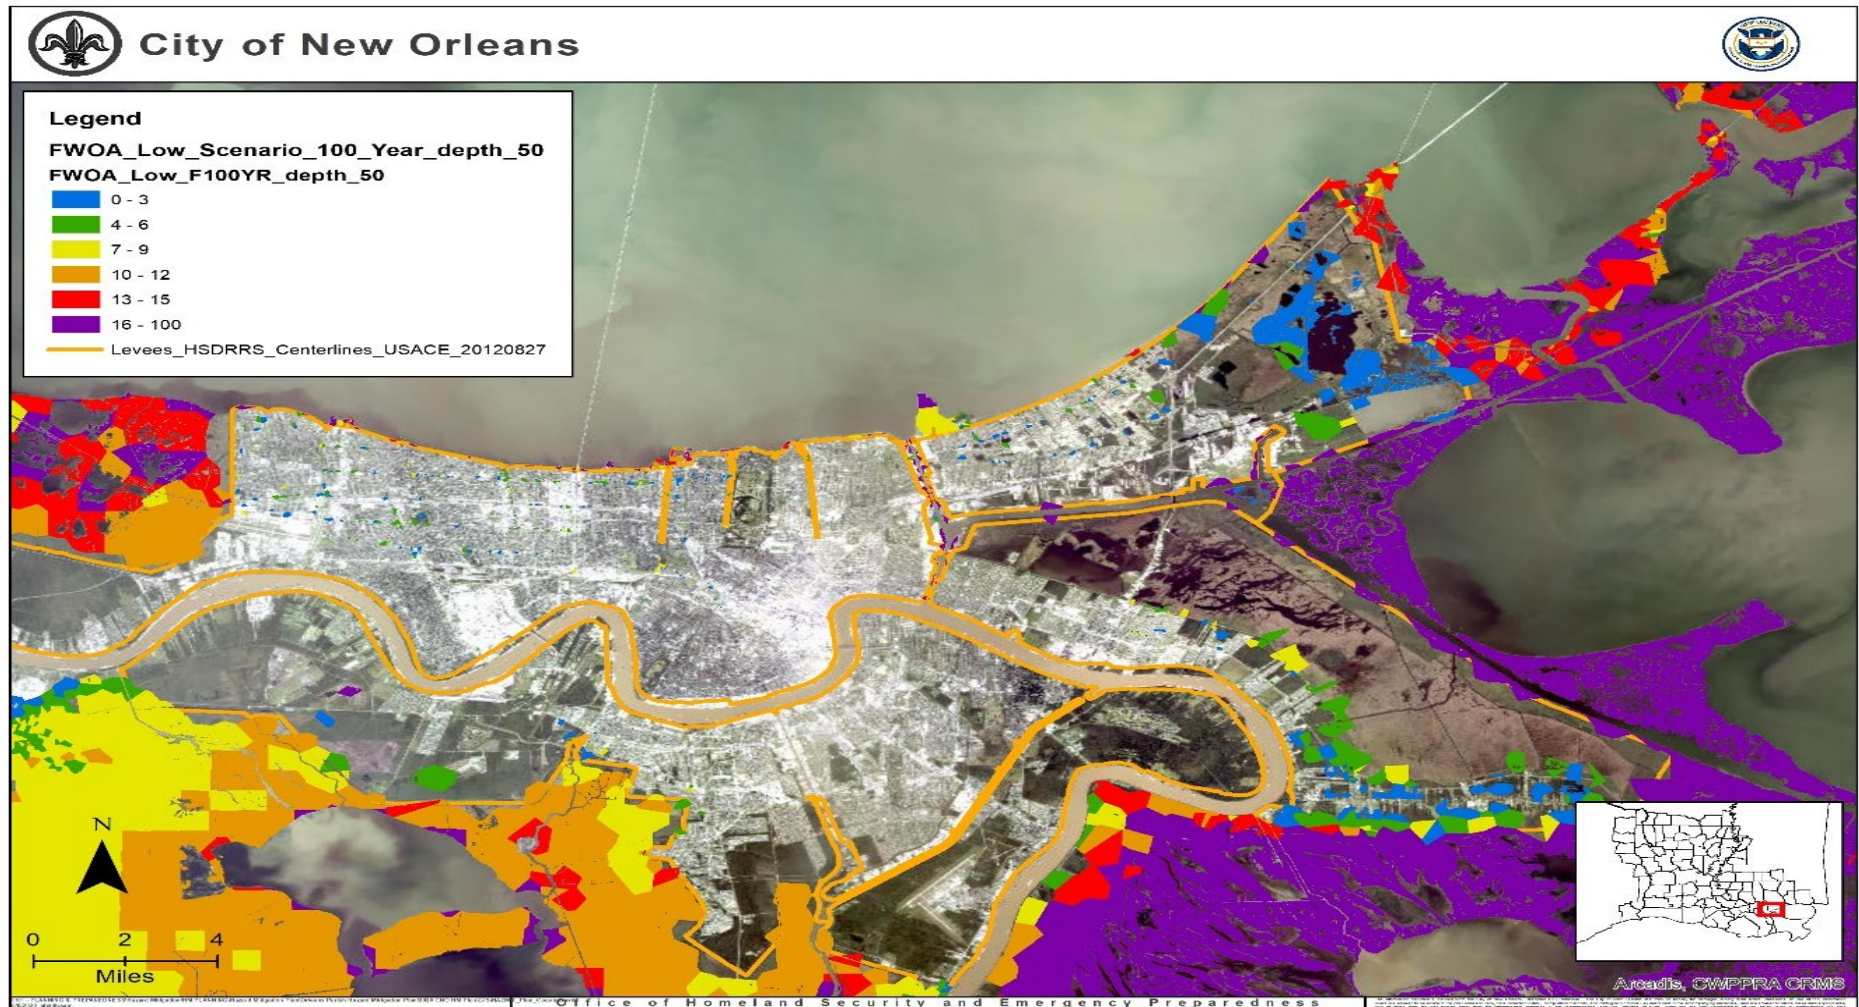 City of New Orleans
Legend
FWOA_Low_Scenario_100_Year_depth_50
FWOA_Low_F100YR_depth_50
0 - 3
4 - 6
7 - 9
10 - 12
13 - 15
16 - 100
Levees_HSDRRS_Centerlines_USACE_20120827
N
0 2 4
Miles
Arcadis, CWPPRA CRMS
Office of Homeland Security and Emergency Preparedness